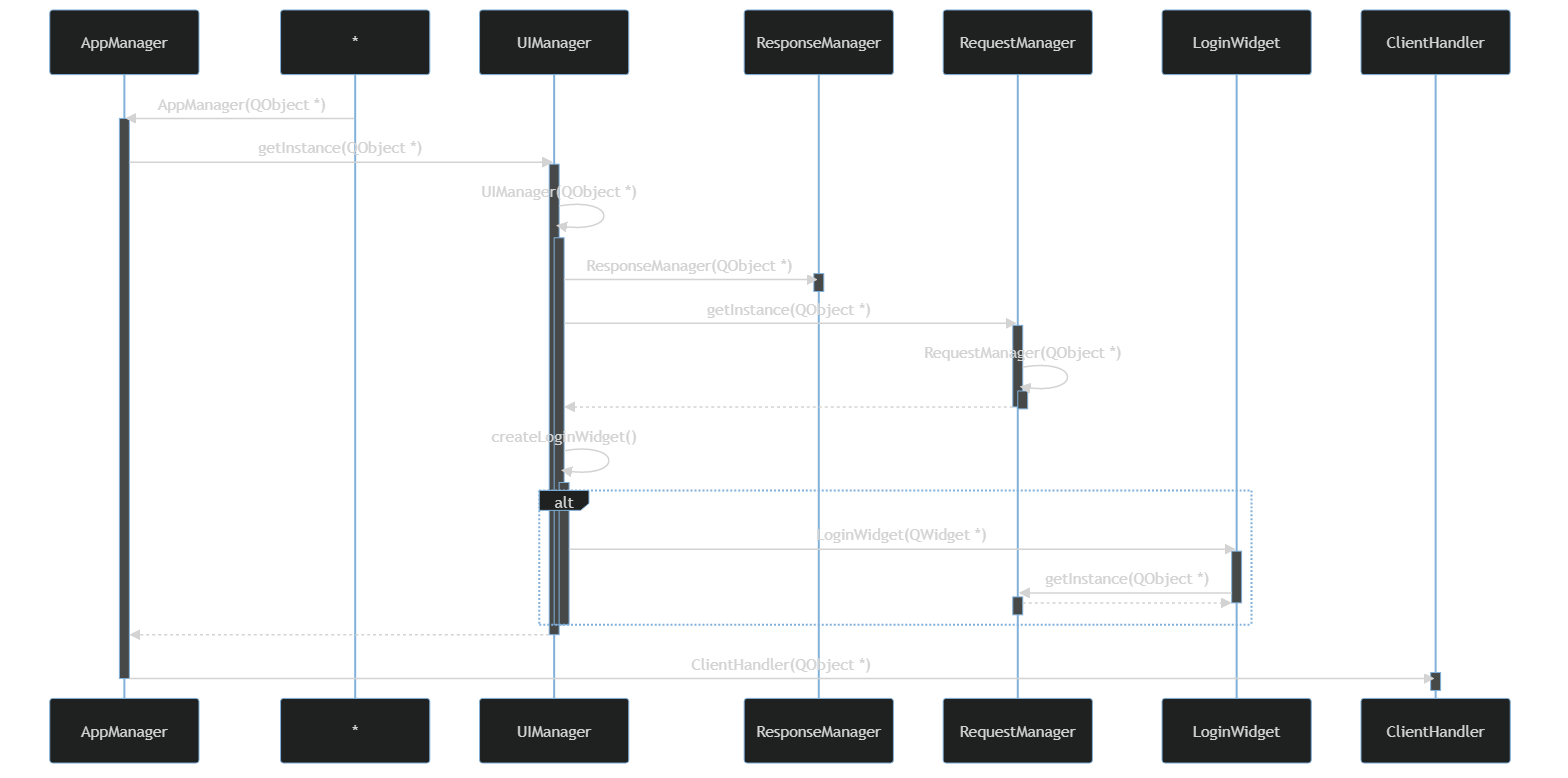 AppManager
*
UIManager
ResponseManager
RequestManager
LoginWidget
ClientHandler
AppManager(QObject *)
getInstance(QObject *)
UIManager(QObject *)
ResponseManager(QObject *)
getInstance(QObject *)
RequestManager(QObject *)
createLoginWidget()
alt
LoginWidget(QWidget *)
getInstance(QObject *)
ClientHandler(QObject *)
AppManager
*
UIManager
ResponseManager
RequestManager
LoginWidget
ClientHandler